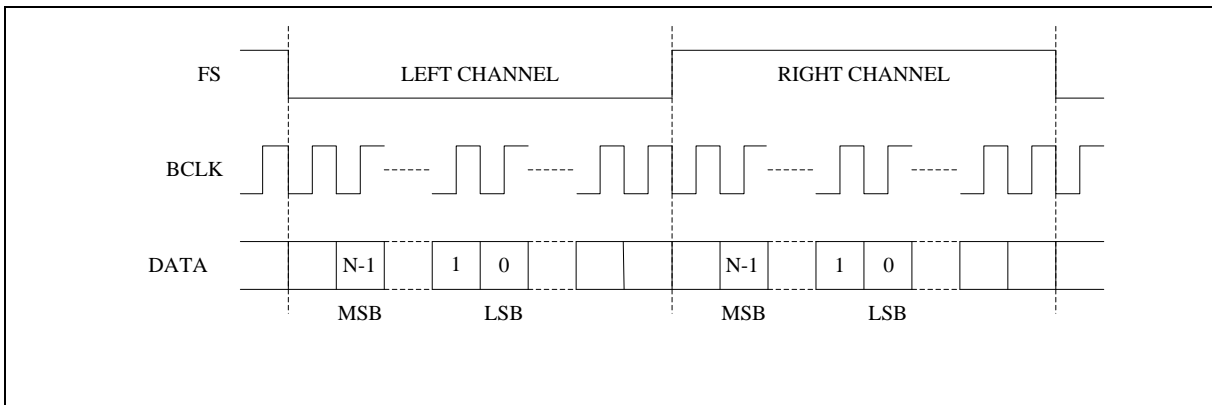 FS LEFT CHANNEL RIGHT CHANNEL
BCLK
DATA N-1 1 0 N-1 1 0
MSB LSB MSB LSB